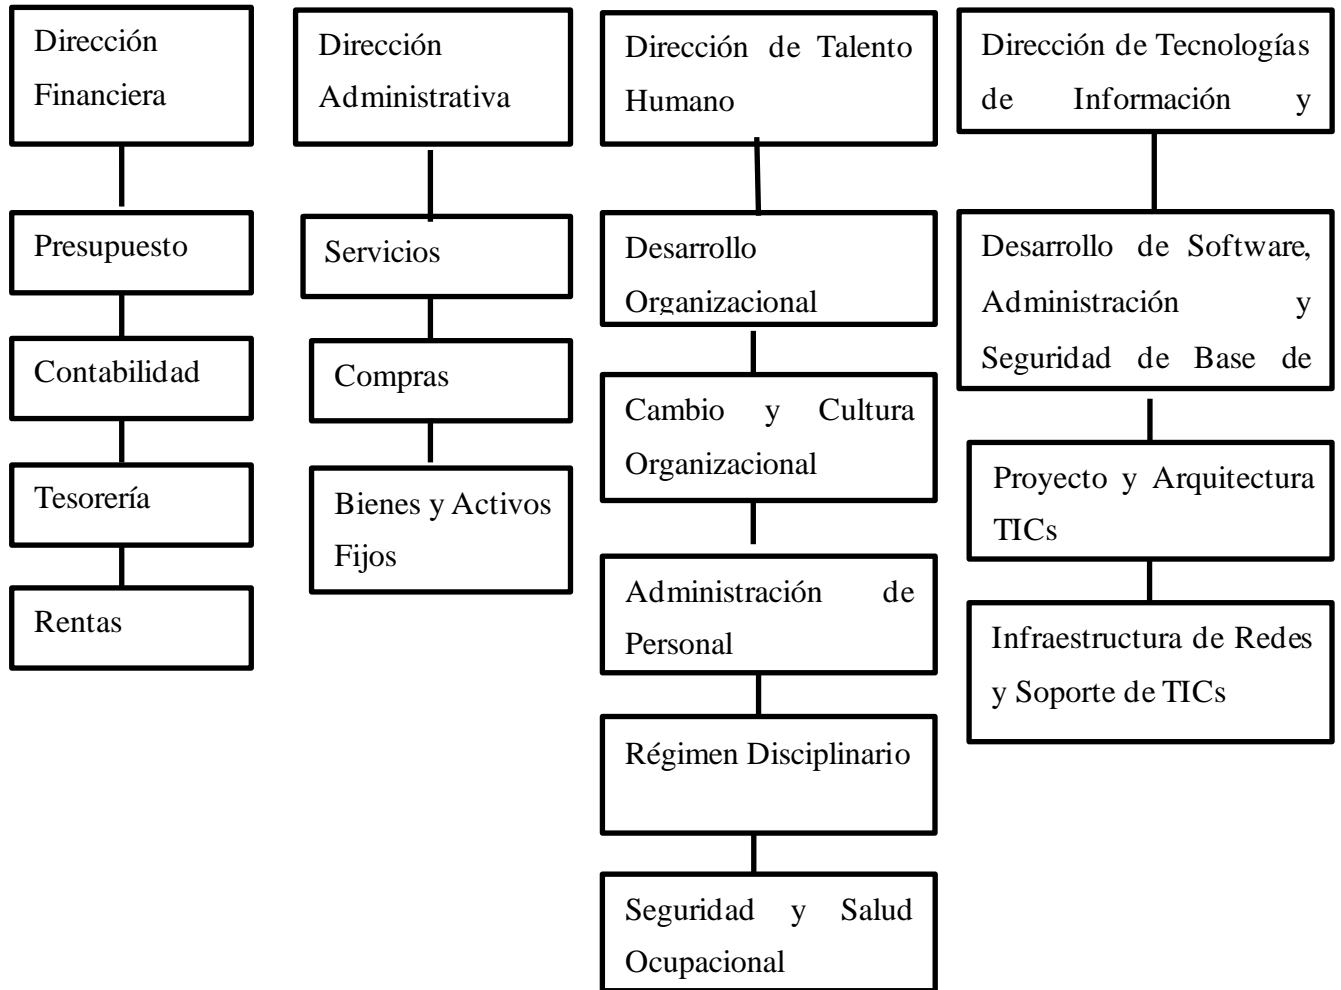 Dirección
Financiera
Presupuesto
Contabilidad
Tesorería
Rentas
Dirección
Administrativa
Servicios
Compras
Bienes y Activos
Fijos
Dirección de Talento
Humano
Desarrollo
Organizacional
Cambio y Cultura
Organizacional
Administración de
Personal
Régimen Disciplinario
Seguridad y Salud
Ocupacional
Dirección de Tecnologías
de Información y
Desarrollo de Software,
Administración y
Seguridad de Base de
Proyecto y Arquitectura
TICs
Infraestructura de Redes
y Soporte de TICs